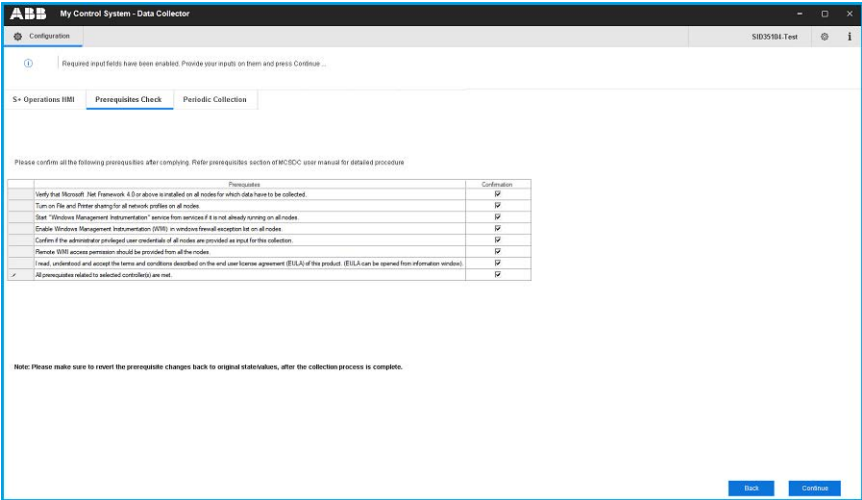 ABB My Control System - Data Collector
Configuration SID35184-Test i
Required input fields have been enabled. Provide your inputs on them and press Continue ...
S+ Operations HMI Prerequisites Check Periodic Collection
Please confirm all the following prerequsities after complying. Refer prerequisites section of MCSDC user manual for detailed procedure
Prerequisites Confirmation
Verify that Microsoft .Net Framework 4.0 or above is installed on all nodes for which data have to be collected.
Turn on File and Printer sharing for all network profiles on all nodes.
Start "Windows Management Instrumentation" service from services if it is not already running on all nodes.
Enable Windows Management Instrumentation (WMI) in windows firewall exception list on all nodes.
Confirm if the administrator privileged user credentials of all nodes are provided as input for this collection.
Remote WMI access permission should be provided from all the nodes.
I read, understood and accept the terms and conditions described on the end user license agreement (EULA) of this product. (EULA can be opened from information window).
All prerequisites related to selected controller(s) are met.
Note: Please make sure to revert the prerequisite changes back to original state/values, after the collection process is complete.
Back Continue